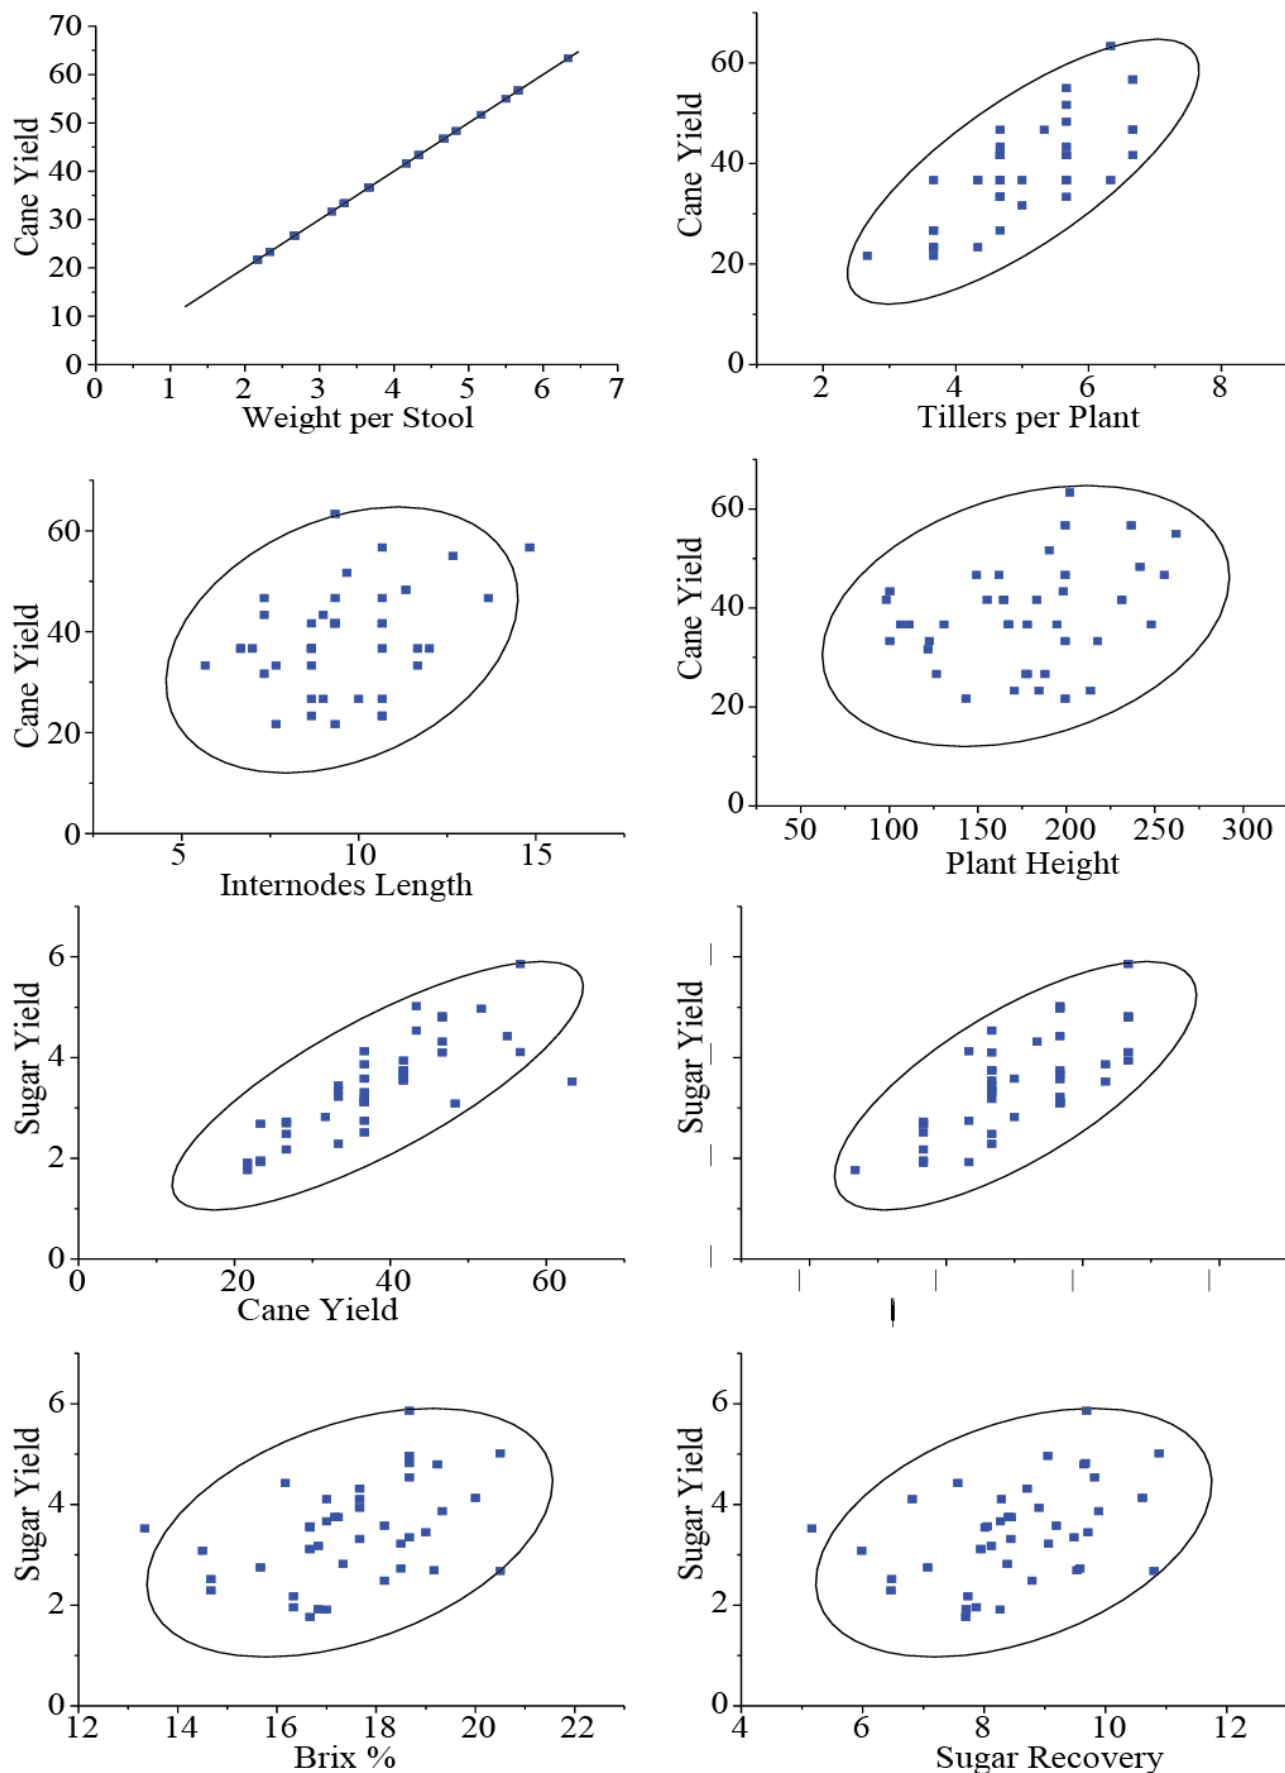 Cane Yield
70
60
50
40
30
20
10
0
0 1 2 3 4 5 6 7
Weight per Stool
Cane Yield
60
40
20
0
2 4 6 8
Tillers per Plant
Cane Yield
60
40
20
0
5 10 15
Internodes Length
Cane Yield
60
40
20
0
50 100 150 200 250 300
Plant Height
Sugar Yield
6
4
2
0
0 20 40 60
Cane Yield
Sugar Yield
Sugar Yield
6
4
2
0
12 14 16 18 20 22
Brix %
Sugar Yield
6
4
2
0
4 6 8 10 12
Sugar Recovery